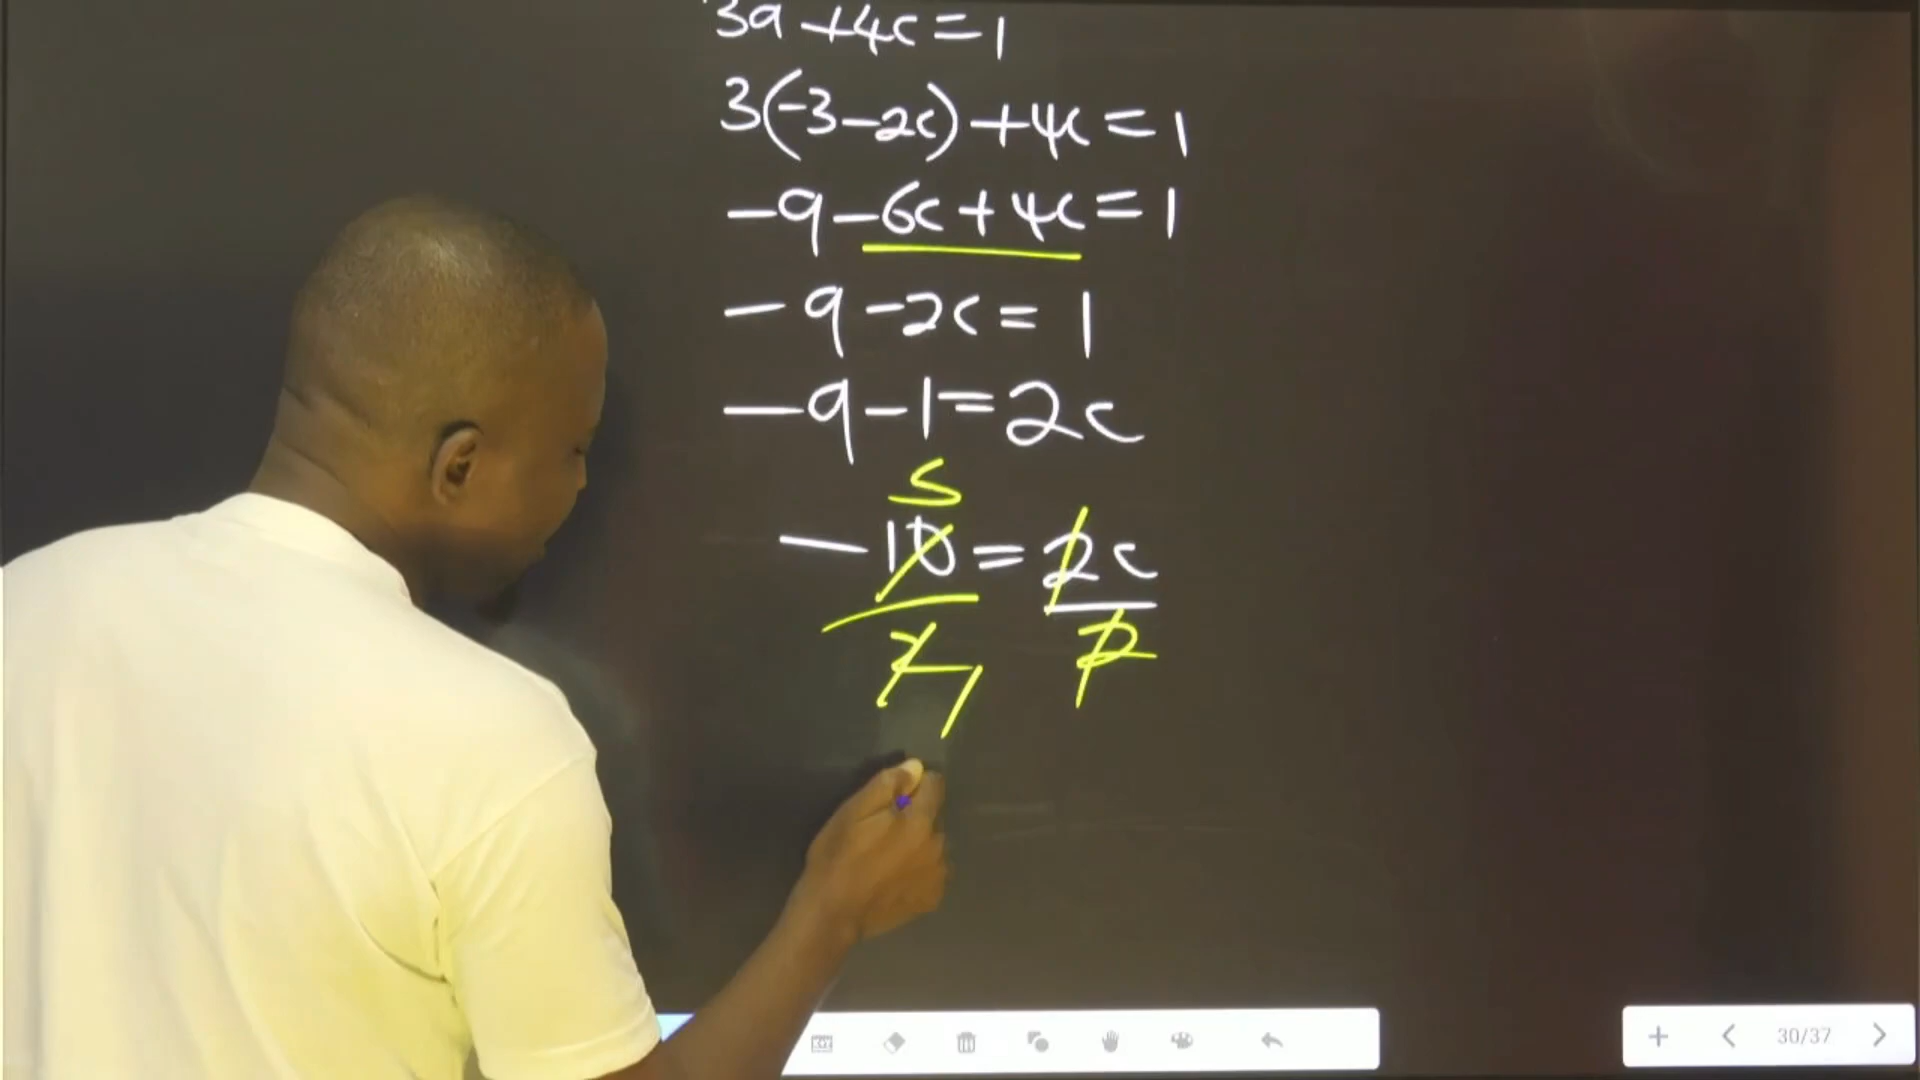 3a+4c=1
3(-3-2c)+4c=1
-9-6c+4c=1
-9-2c=1
-9-1=2c
5
-10=2c
2 1 2
30/37